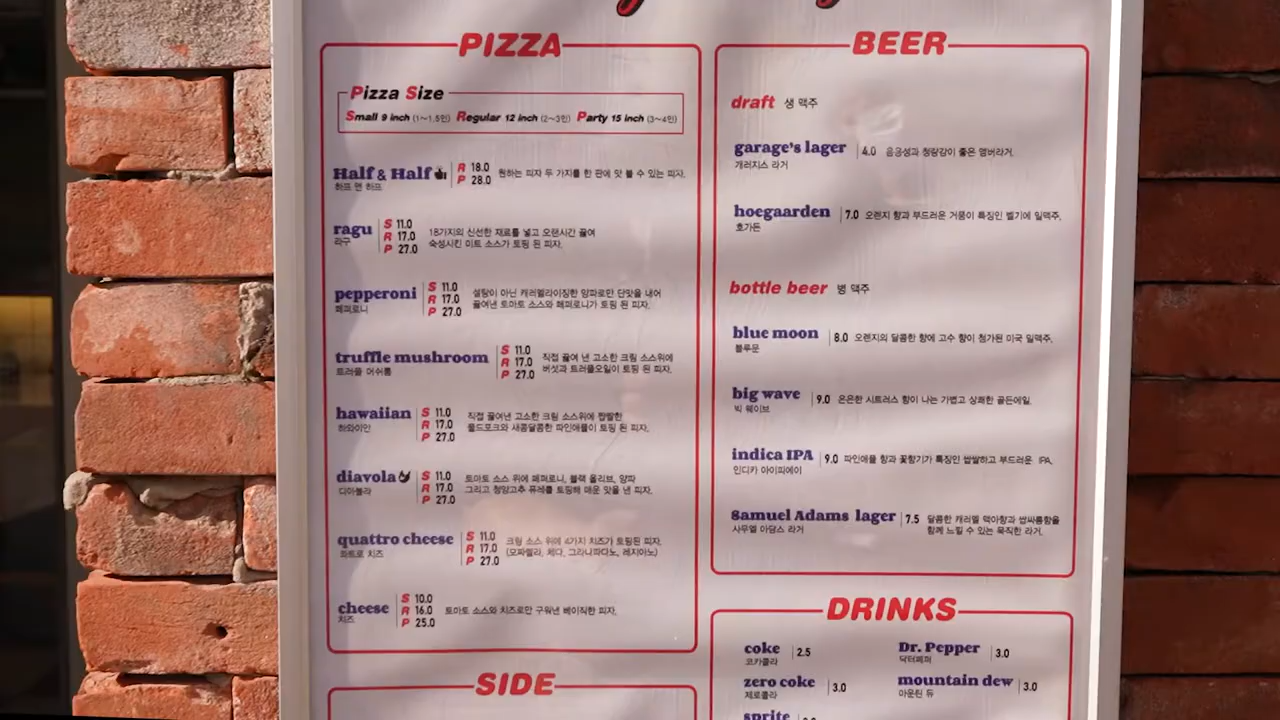 PIZZA
Pizza Size
Small 9 inch (1~1.5인) Regular 12 inch (2~3인) Party 15 inch (3~4인)
Half & Half R 18.0 P 28.0 원하는 피자 두 가지를 한 판에 맛 볼 수 있는 피자.
하프 앤 하프
ragu S 11.0 R 17.0 P 27.0
라구
18가지의 신선한 재료를 넣고 오랜시간 끓여
숙성시킨 미트 소스가 토핑 된 피자.
pepperoni S 11.0 R 17.0 P 27.0
페퍼로니
설탕이 아닌 캐러멜라이징한 양파로만 단맛을 내어
끓여낸 토마토 소스와 페퍼로니가 토핑 된 피자.
truffle mushroom S 11.0 R 17.0 P 27.0
트러플 머쉬룸
직접 끓여 낸 고소한 크림 소스위에
버섯과 트러플오일이 토핑 된 피자.
hawaiian S 11.0 R 17.0 P 27.0
하와이안
직접 끓여낸 고소한 크림 소스위에 짭짤한
풀드포크와 새콤달콤한 파인애플이 토핑 된 피자.
diavola S 11.0 R 17.0 P 27.0
디아볼라
토마토 소스 위에 페퍼로니, 블랙 올리브, 양파
그리고 청양고추 퓨레를 토핑해 매운 맛을 낸 피자.
quattro cheese S 11.0 R 17.0 P 27.0
콰트로 치즈
크림 소스 위에 4가지 치즈가 토핑된 피자.
(모짜렐라, 체다, 그라나파다노, 레지아노)
cheese S 10.0 R 16.0 P 25.0
치즈
토마토 소스와 치즈로만 구워낸 베이직한 피자.
SIDE
BEER
draft 생 맥주
garage's lager 4.0 음용성과 청량감이 좋은 앰버라거.
개러지스 라거
hoegaarden 7.0 오렌지 향과 부드러운 거품이 특징인 벨기에 밀맥주.
호가든
bottle beer 병 맥주
blue moon 8.0 오렌지의 달콤한 향에 고수 향이 첨가된 미국 밀맥주.
블루문
big wave 9.0 은은한 시트러스 향이 나는 가볍고 상쾌한 골든에일.
빅 웨이브
indica IPA 9.0 파인애플 향과 꽃향기가 특징인 쌉쌀하고 부드러운 IPA.
인디카 아이피에이
Samuel Adams lager 7.5 달콤한 캐러멜 맥아향과 쌉싸름함을
사무엘 아담스 라거 함께 느낄 수 있는 묵직한 라거.
DRINKS
coke 2.5 Dr. Pepper 3.0
코카콜라 닥터페퍼
zero coke 3.0 mountain dew 3.0
제로콜라 마운틴 듀
sprite